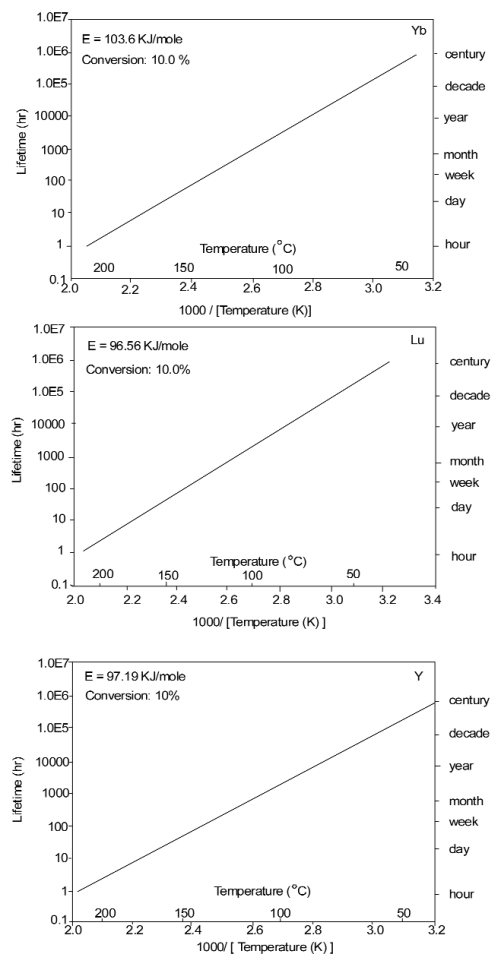 1.0E7
Yb
E = 103.6 KJ/mole
1.0E6
century
Conversion: 10.0 %
1.0E5
decade
10000
year
1000
month
week
100
day
10
Temperature (°C)
1
hour
200 150 100 50
0.1
2.0 2.2 2.4 2.6 2.8 3.0 3.2
1000 / [Temperature (K)]
Lifetime (hr)
1.0E7
Lu
E = 96.56 KJ/mole
1.0E6
century
Conversion: 10.0%
1.0E5
decade
10000
year
1000
month
week
100
day
10
Temperature (°C)
1
hour
200 150 100 50
0.1
2.0 2.2 2.4 2.6 2.8 3.0 3.2 3.4
1000/ [Temperature (K) ]
Lifetime (hr)
1.0E7
Y
E = 97.19 KJ/mole
1.0E6
century
Conversion: 10%
1.0E5
decade
10000
year
1000
month
week
100
day
10
Temperature (°C)
1
hour
200 150 100 50
0.1
2.0 2.2 2.4 2.6 2.8 3.0 3.2
1000/ [ Temperature (K) ]
Lifetime (hr)